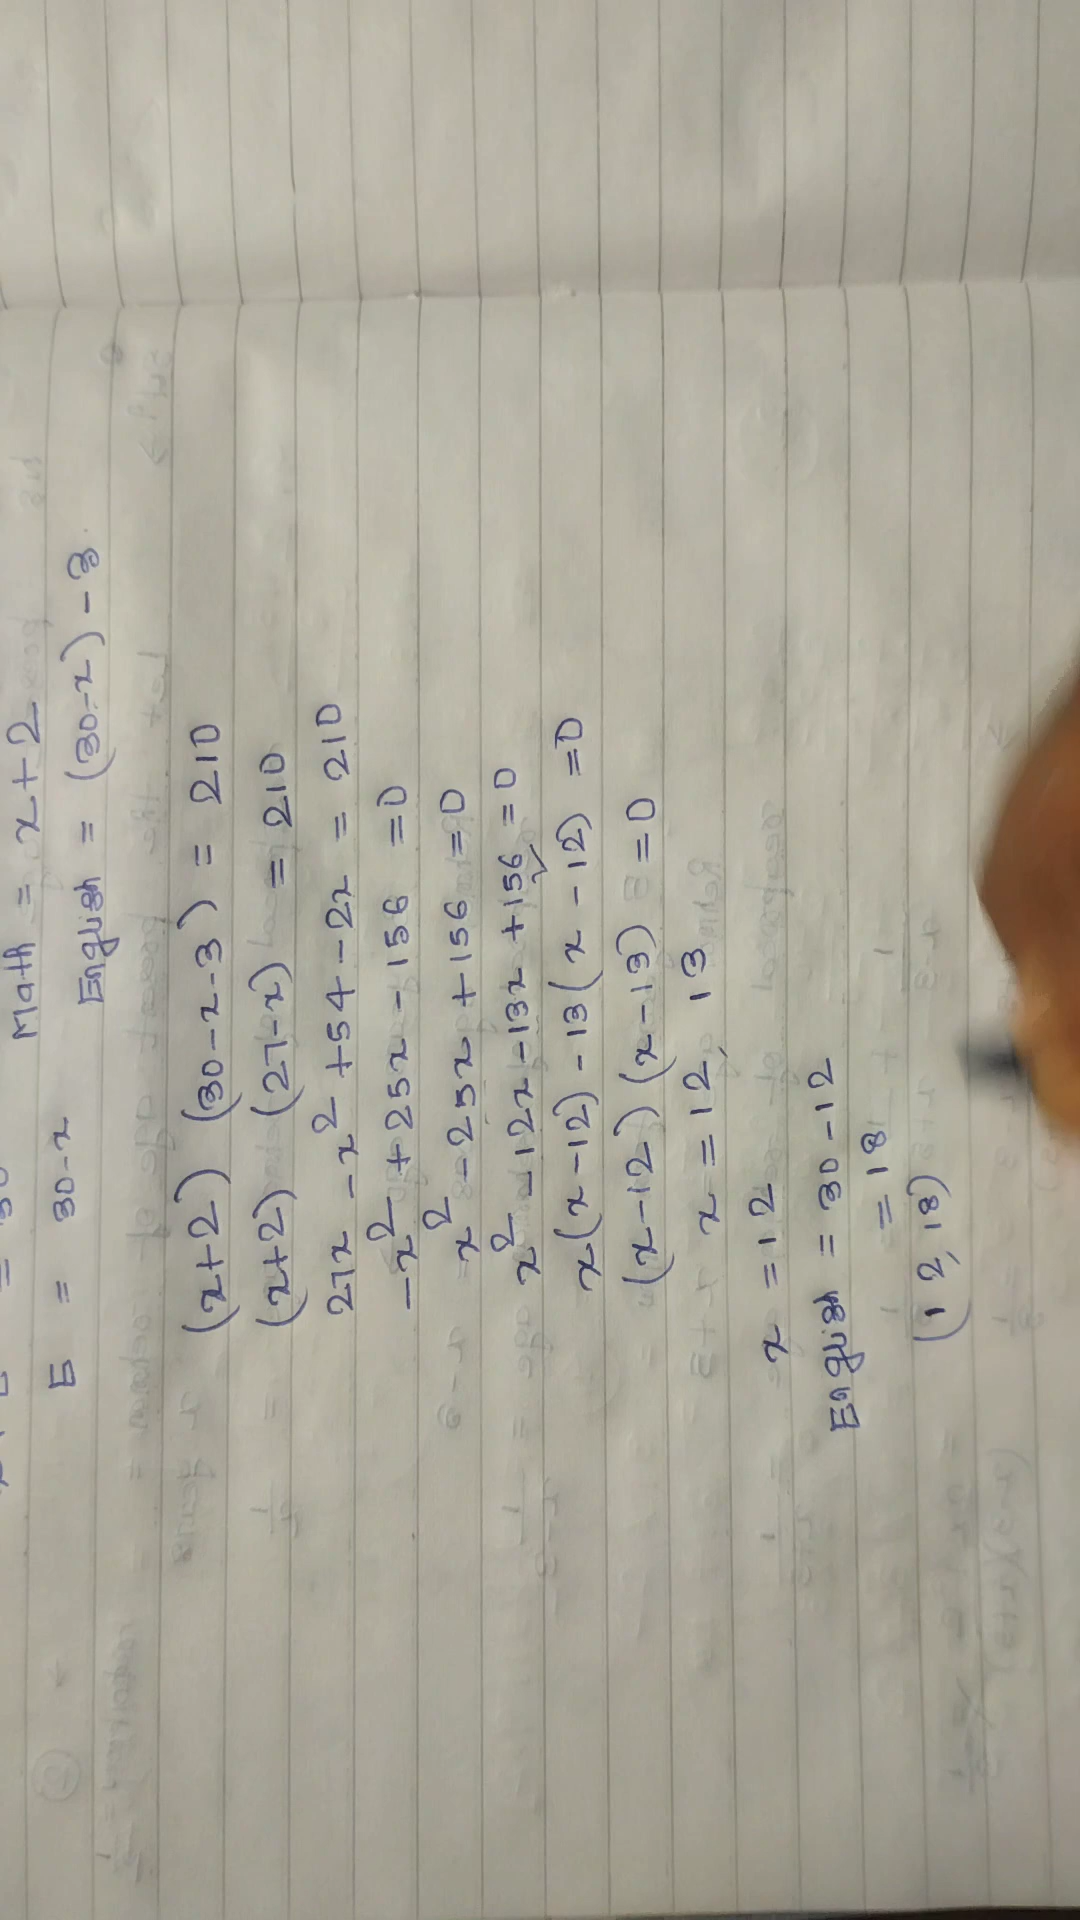 Math = x+2
E = 30-x
English = (30-x) -3.
(x+2) (30-x-3) = 210
(x+2) (27-x) = 210
27x -x² +54 -2x = 210
-x² +25x -156 =0
x² -25x +156 =0
x² -12x -13x +156 =0
x(x-12) -13(x-12) =0
(x-12) (x-13) =0
x =12, 13
x =12
English = 30-12
= 18
(12, 18)